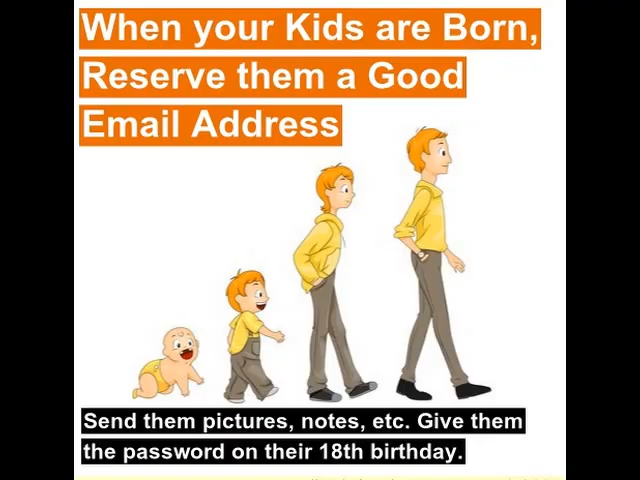 When your Kids are Born,
Reserve them a Good
Email Address
Send them pictures, notes, etc. Give them
the password on their 18th birthday.